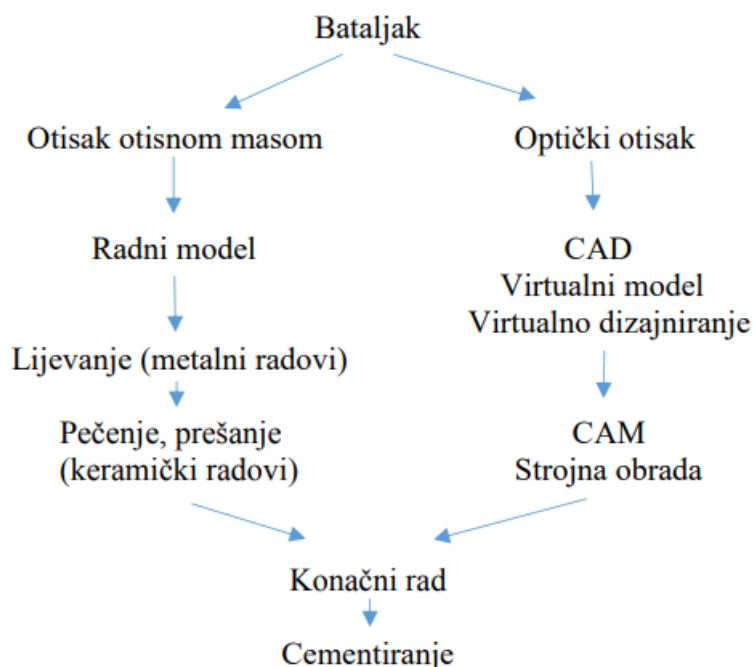 Bataljak
Otisak otisnom masom
Optički otisak
Radni model
CAD
Virtualni model
Virtualno dizajniranje
Lijevanje (metalni radovi)
Pečenje, prešanje
(keramički radovi)
CAM
Strojna obrada
Konačni rad
Cementiranje